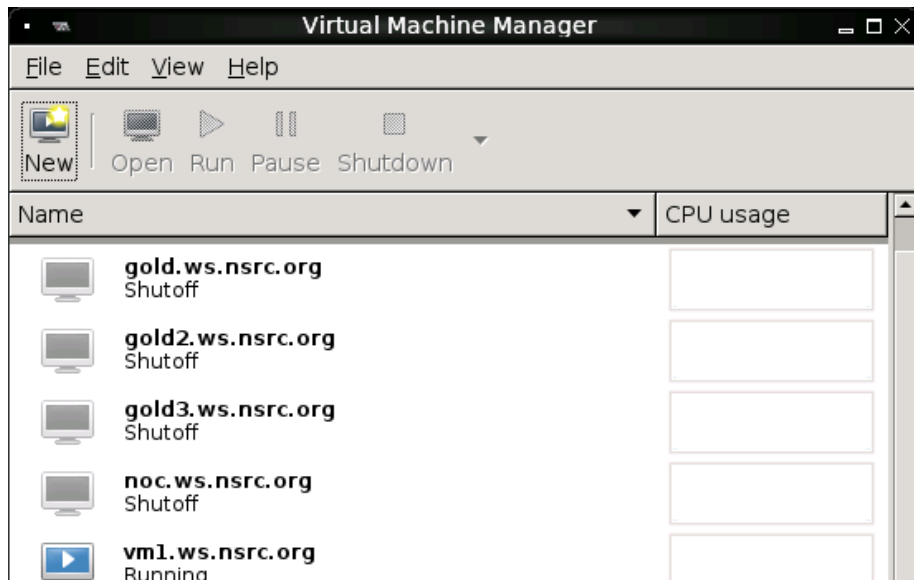 Virtual Machine Manager
File Edit View Help
New Open Run Pause Shutdown
Name CPU usage
gold.ws.nsrc.org
Shutoff
gold2.ws.nsrc.org
Shutoff
gold3.ws.nsrc.org
Shutoff
noc.ws.nsrc.org
Shutoff
vm1.ws.nsrc.org
Running